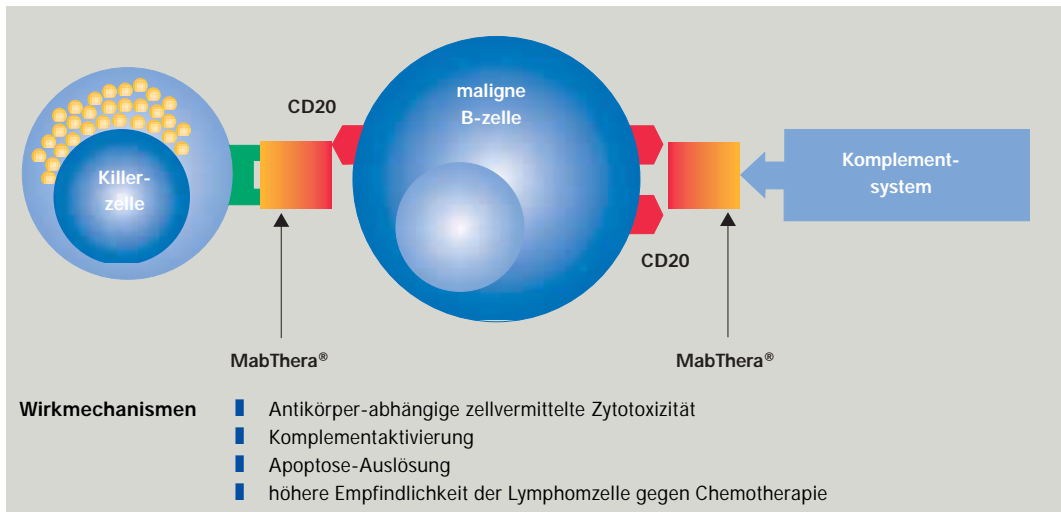 CD20
maligne
B-zelle
Killer-
zelle
Komplement-
system
CD20
MabThera®
MabThera®
Wirkmechanismen
Antikörper-abhängige zellvermittelte Zytotoxizität
Komplementaktivierung
Apoptose-Auslösung
höhere Empfindlichkeit der Lymphomzelle gegen Chemotherapie